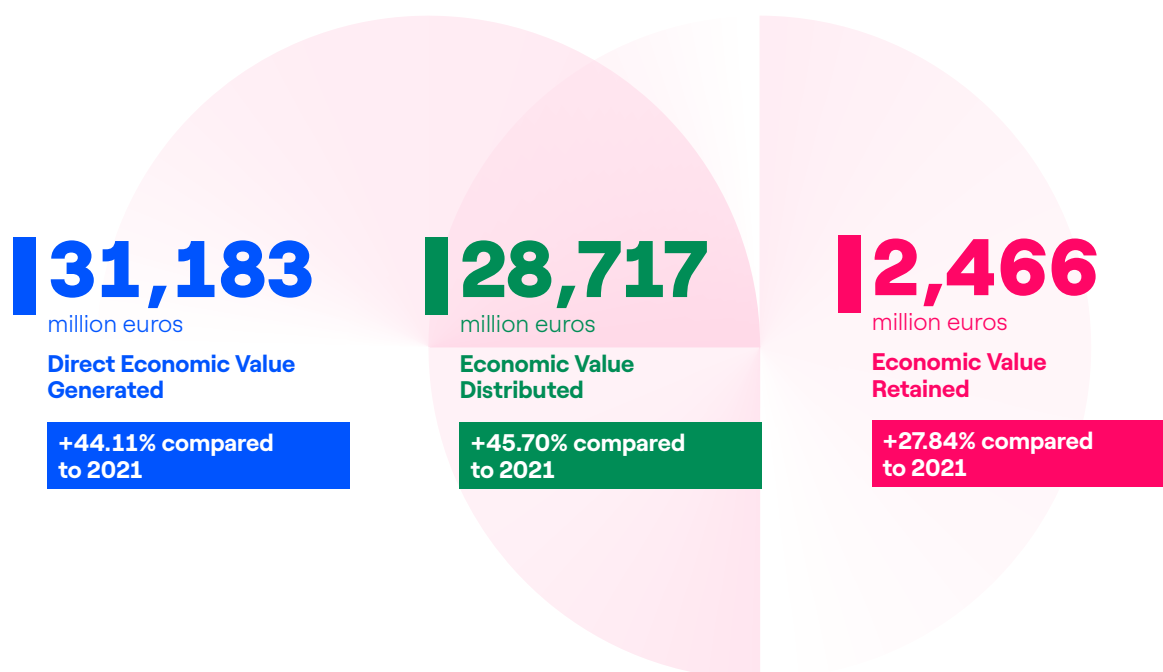 31,183
million euros
Direct Economic Value
Generated
+44.11% compared
to 2021
28,717
million euros
Economic Value
Distributed
+45.70% compared
to 2021
2,466
million euros
Economic Value
Retained
+27.84% compared
to 2021